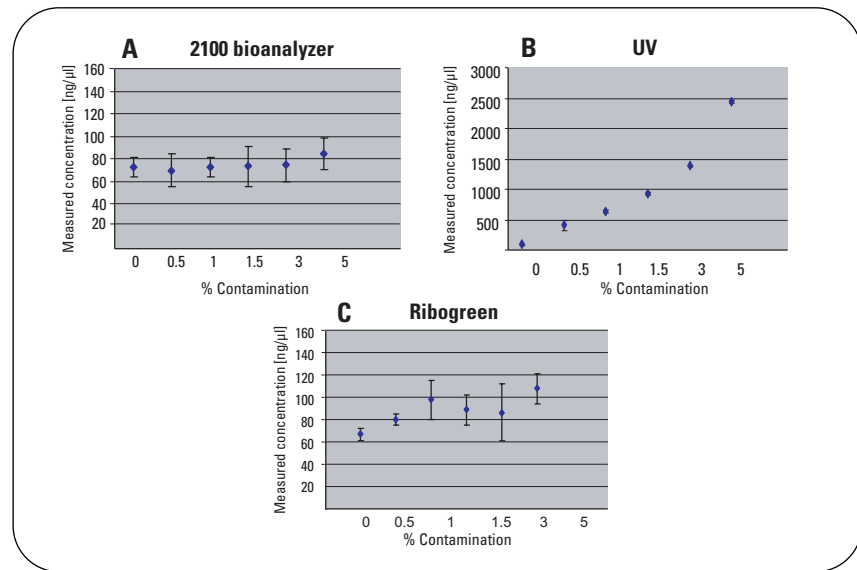 A 2100 bioanalyzer
Measured concentration [ng/µl]
160
140
120
100
80
60
40
20
0 0.5 1 1.5 3 5
% Contamination
B UV
Measured concentration [ng/µl]
3000
2500
2000
1500
1000
500
0 0.5 1 1.5 3 5
% Contamination
C Ribogreen
Measured concentration [ng/µl]
160
140
120
100
80
60
40
20
0 0.5 1 1.5 3 5
% Contamination